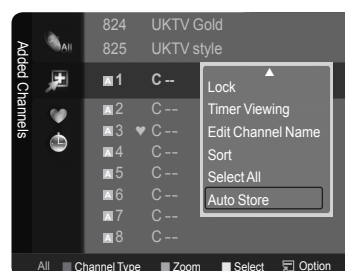 824 UKTV Gold
825 UKTV style
Added Channels
All
A 1 C --
A 2 C --
A 3 ♥ C --
A 4 C --
A 5 C --
A 6 C --
A 7 C --
A 8 C --
▲
Lock
Timer Viewing
Edit Channel Name
Sort
Select All
Auto Store
All Channel Type Zoom Select Option